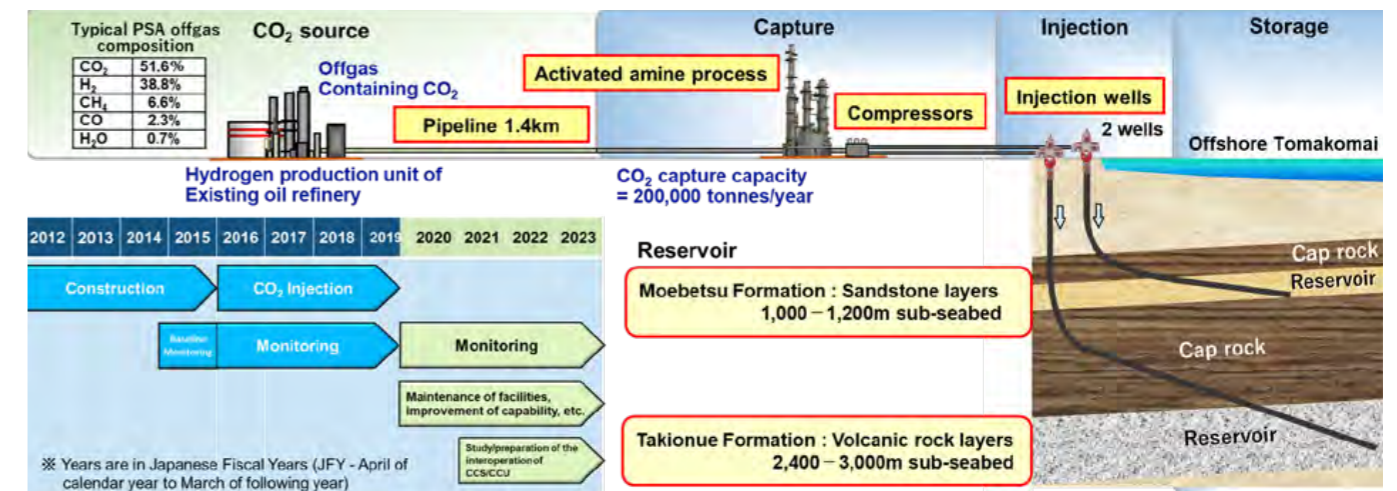 Typical PSA offgas
composition
CO₂ 51.6%
H₂ 38.8%
CH₄ 6.6%
CO 2.3%
H₂O 0.7%
CO₂ source
Offgas
Containing CO₂
Pipeline 1.4km
Hydrogen production unit of
Existing oil refinery
Capture
Activated amine process
Compressors
CO₂ capture capacity
= 200,000 tonnes/year
Injection
Injection wells
2 wells
Storage
Offshore Tomakomai
2012 2013 2014 2015 2016 2017 2018 2019 2020 2021 2022 2023
Construction
CO₂ Injection
Baseline
Monitoring
Monitoring
Monitoring
Maintenance of facilities,
improvement of capability, etc.
Study/preparation of the
interoperation of
CCS/CCU
※ Years are in Japanese Fiscal Years (JFY - April of
calendar year to March of following year)
Reservoir
Moebetsu Formation : Sandstone layers
1,000－1,200m sub-seabed
Takionue Formation : Volcanic rock layers
2,400－3,000m sub-seabed
Cap rock
Reservoir
Cap rock
Reservoir